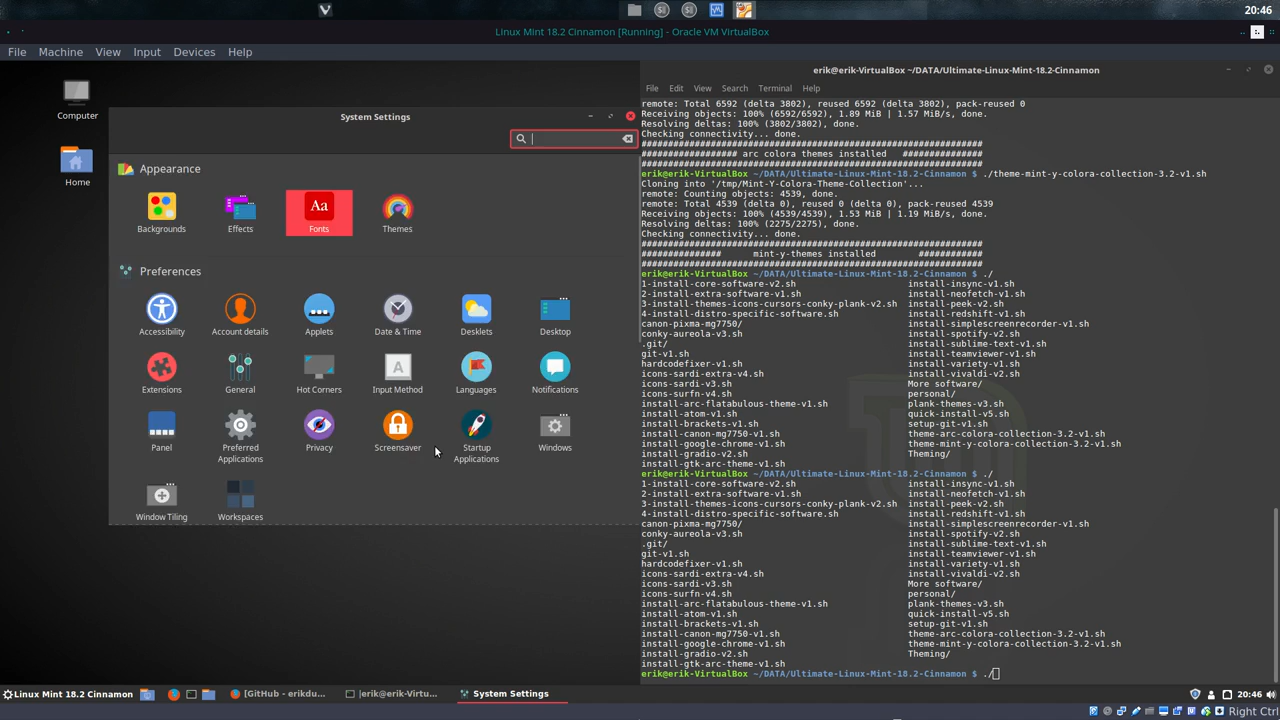 20:46
Linux Mint 18.2 Cinnamon [Running] - Oracle VM VirtualBox
File Machine View Input Devices Help
Computer
Home
System Settings
Appearance
Backgrounds Effects Fonts Themes
Preferences
Accessibility Account details Applets Date & Time Desklets Desktop
Extensions General Hot Corners Input Method Languages Notifications
Panel Preferred Applications Privacy Screensaver Startup Applications Windows
Window Tiling Workspaces
erik@erik-VirtualBox ~/DATA/Ultimate-Linux-Mint-18.2-Cinnamon
File Edit View Search Terminal Help
remote: Total 6592 (delta 3802), reused 6592 (delta 3802), pack-reused 0
Receiving objects: 100% (6592/6592), 1.89 MiB | 1.57 MiB/s, done.
Resolving deltas: 100% (3802/3802), done.
Checking connectivity... done.
################################################################
################## arc colora themes installed ###############
################################################################
erik@erik-VirtualBox ~/DATA/Ultimate-Linux-Mint-18.2-Cinnamon $ ./theme-mint-y-colora-collection-3.2-v1.sh
Cloning into '/tmp/Mint-Y-Colora-Theme-Collection'...
remote: Counting objects: 4539, done.
remote: Total 4539 (delta 0), reused 0 (delta 0), pack-reused 4539
Receiving objects: 100% (4539/4539), 1.53 MiB | 1.19 MiB/s, done.
Resolving deltas: 100% (2275/2275), done.
Checking connectivity... done.
################################################################
############### mint-y-themes installed ############
################################################################
erik@erik-VirtualBox ~/DATA/Ultimate-Linux-Mint-18.2-Cinnamon $ ./
1-install-core-software-v2.sh install-insync-v1.sh
2-install-extra-software-v1.sh install-neofetch-v1.sh
3-install-themes-icons-cursors-conky-plank-v2.sh install-peek-v2.sh
4-install-distro-specific-software.sh install-redshift-v1.sh
canon-pixma-mg7750/ install-simplescreenrecorder-v1.sh
conky-aureola-v3.sh install-spotify-v2.sh
.git/ install-sublime-text-v1.sh
git-v1.sh install-teamviewer-v1.sh
hardcodefixer-v1.sh install-variety-v1.sh
icons-sardi-extra-v4.sh install-vivaldi-v2.sh
icons-sardi-v3.sh More software/
icons-surfn-v4.sh personal/
install-arc-flatabulous-theme-v1.sh plank-themes-v3.sh
install-atom-v1.sh quick-install-v5.sh
install-brackets-v1.sh setup-git-v1.sh
install-canon-mg7750-v1.sh theme-arc-colora-collection-3.2-v1.sh
install-google-chrome-v1.sh theme-mint-y-colora-collection-3.2-v1.sh
install-gradio-v2.sh Theming/
install-gtk-arc-theme-v1.sh
erik@erik-VirtualBox ~/DATA/Ultimate-Linux-Mint-18.2-Cinnamon $ ./
1-install-core-software-v2.sh install-insync-v1.sh
2-install-extra-software-v1.sh install-neofetch-v1.sh
3-install-themes-icons-cursors-conky-plank-v2.sh install-peek-v2.sh
4-install-distro-specific-software.sh install-redshift-v1.sh
canon-pixma-mg7750/ install-simplescreenrecorder-v1.sh
conky-aureola-v3.sh install-spotify-v2.sh
.git/ install-sublime-text-v1.sh
git-v1.sh install-teamviewer-v1.sh
hardcodefixer-v1.sh install-variety-v1.sh
icons-sardi-extra-v4.sh install-vivaldi-v2.sh
icons-sardi-v3.sh More software/
icons-surfn-v4.sh personal/
install-arc-flatabulous-theme-v1.sh plank-themes-v3.sh
install-atom-v1.sh quick-install-v5.sh
install-brackets-v1.sh setup-git-v1.sh
install-canon-mg7750-v1.sh theme-arc-colora-collection-3.2-v1.sh
install-google-chrome-v1.sh theme-mint-y-colora-collection-3.2-v1.sh
install-gradio-v2.sh Theming/
install-gtk-arc-theme-v1.sh
erik@erik-VirtualBox ~/DATA/Ultimate-Linux-Mint-18.2-Cinnamon $ ./
Linux Mint 18.2 Cinnamon [GitHub - erikdu... |erik@erik-Virtu... System Settings 20:46
Right Ctrl